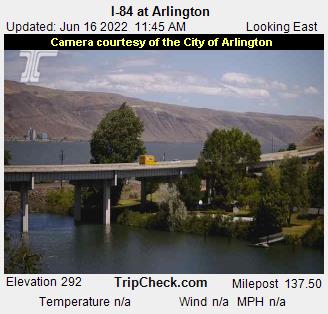 I-84 at Arlington
Updated: Jun 16 2022 11:45 AM Looking East
Camera courtesy of the City of Arlington
Elevation 292 TripCheck.com Milepost 137.50
Temperature n/a Wind n/a MPH n/a